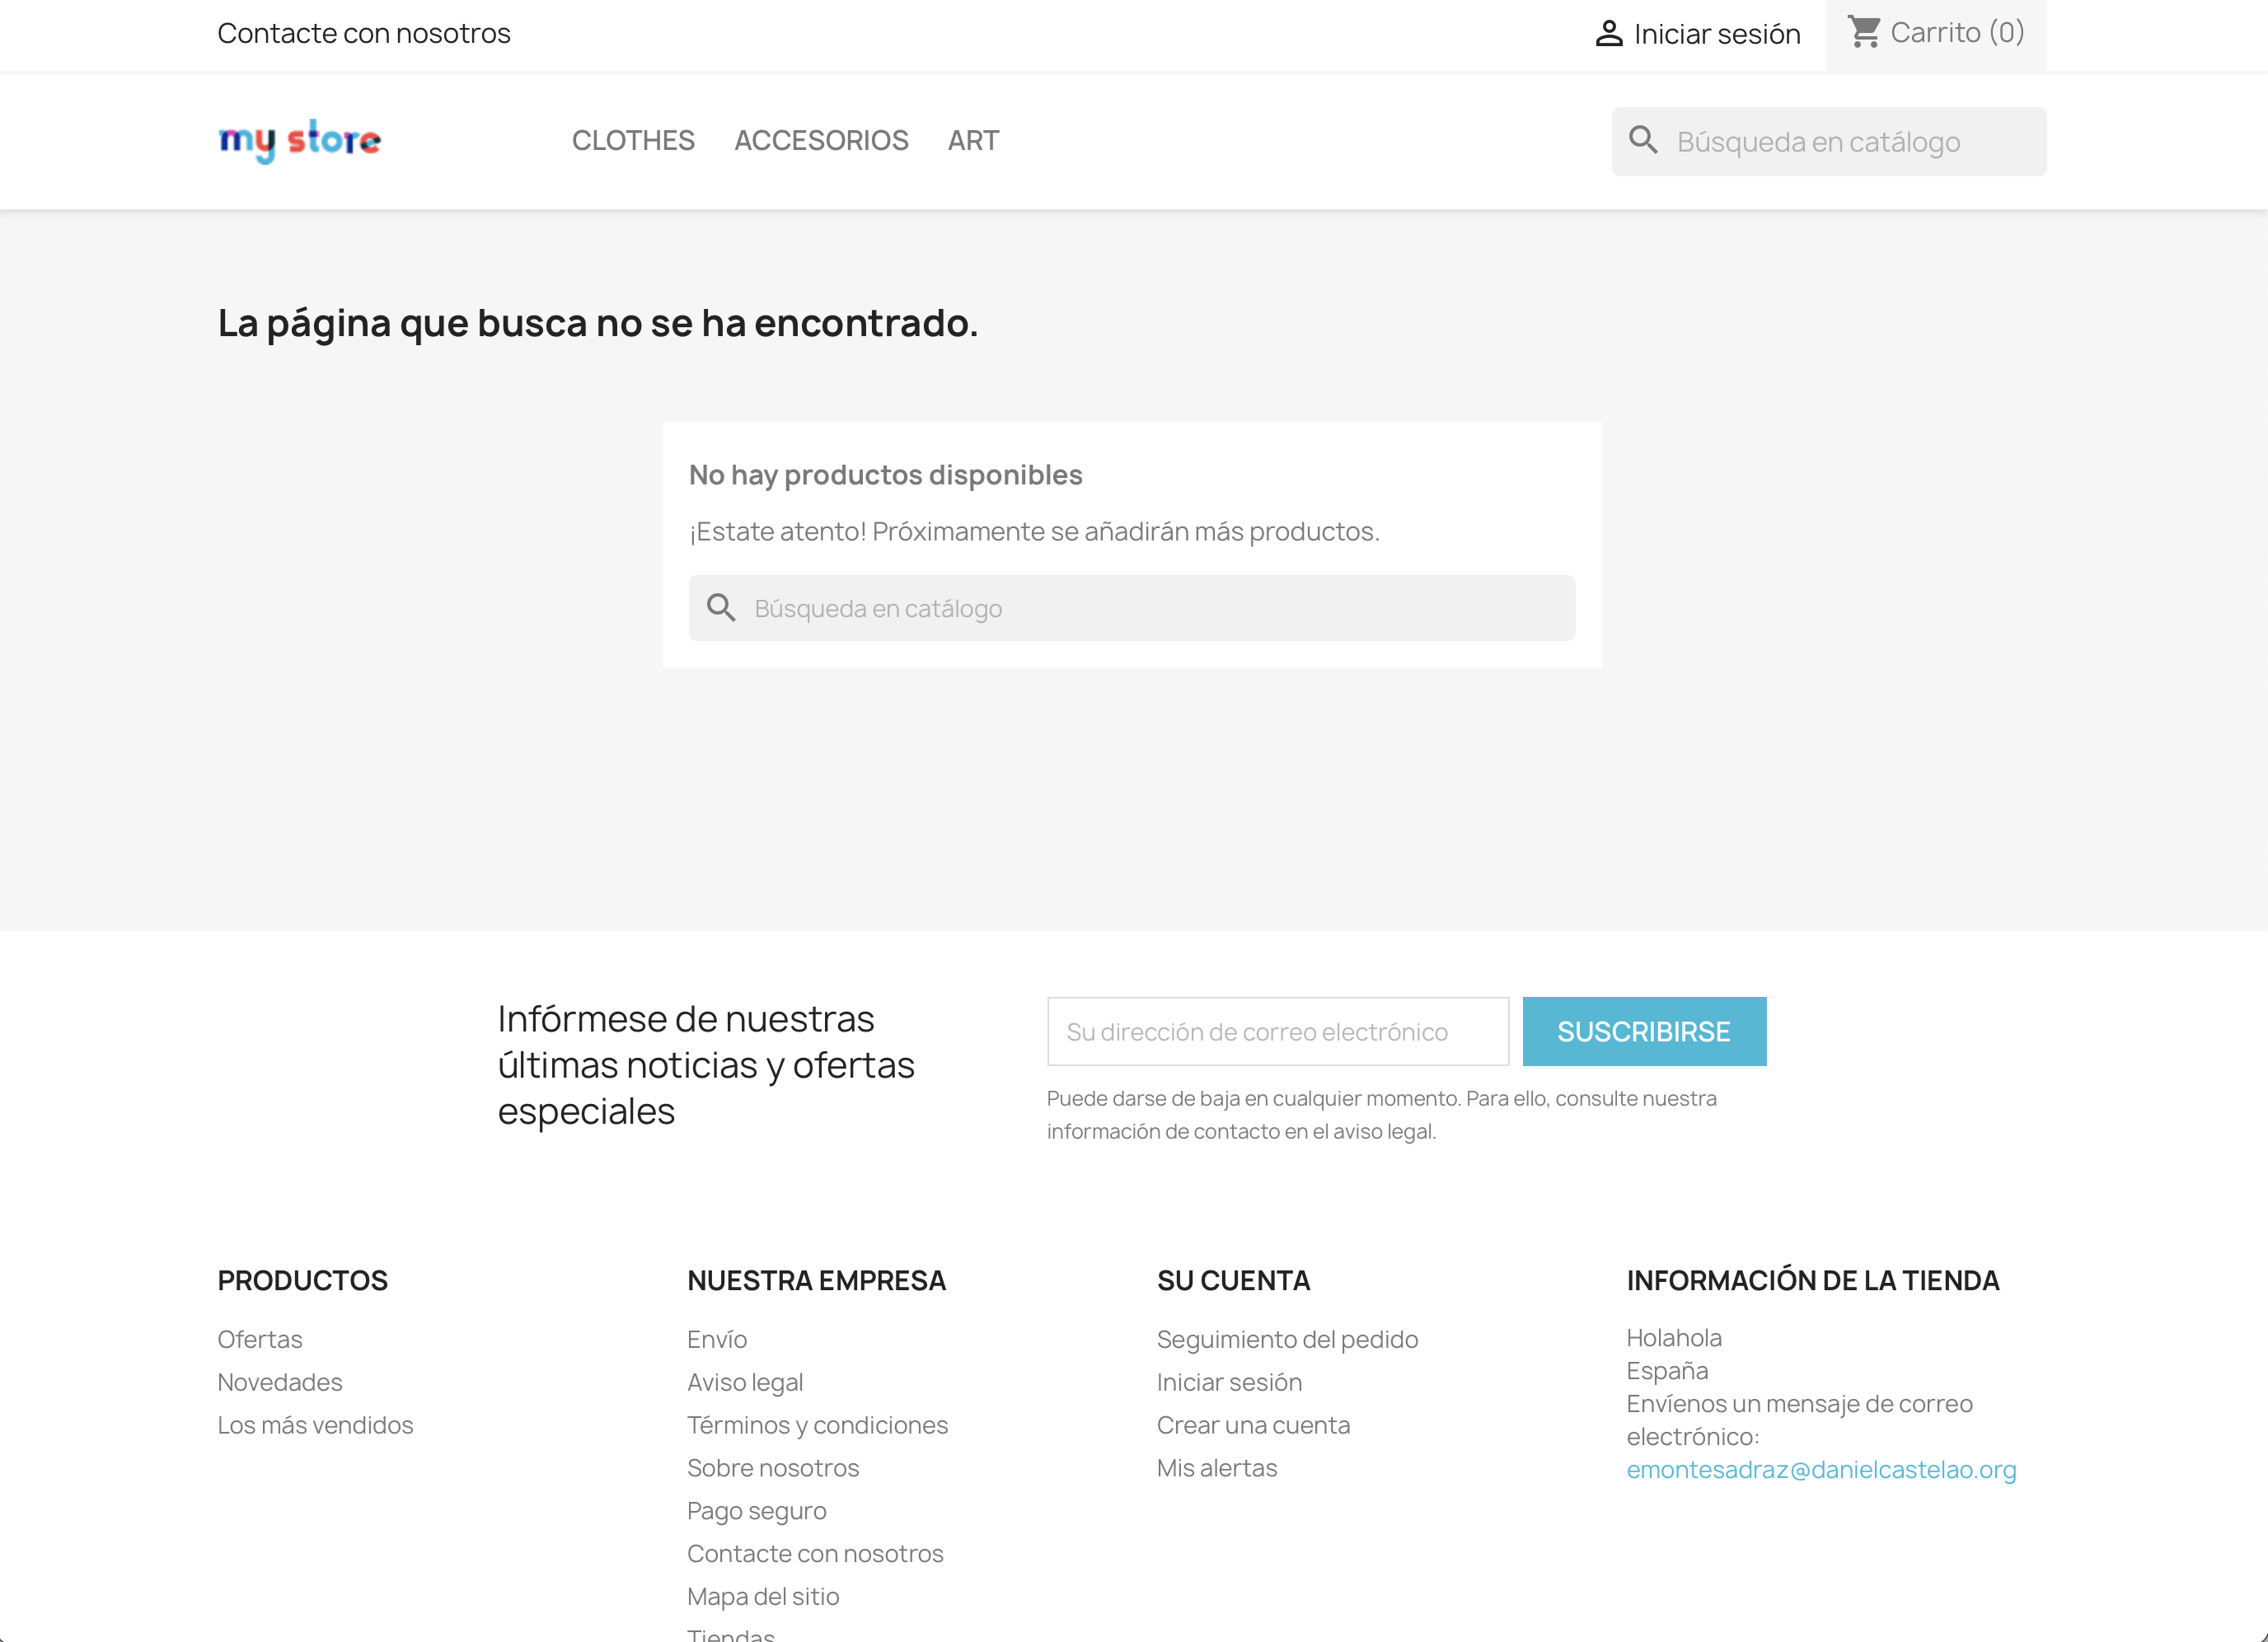 Contacte con nosotros
Iniciar sesión
Carrito (0)
my store
CLOTHES ACCESORIOS ART
Búsqueda en catálogo
La página que busca no se ha encontrado.
No hay productos disponibles
¡Estate atento! Próximamente se añadirán más productos.
Búsqueda en catálogo
Infórmese de nuestras
últimas noticias y ofertas
especiales
Su dirección de correo electrónico
SUSCRIBIRSE
Puede darse de baja en cualquier momento. Para ello, consulte nuestra
información de contacto en el aviso legal.
PRODUCTOS
Ofertas
Novedades
Los más vendidos
NUESTRA EMPRESA
Envío
Aviso legal
Términos y condiciones
Sobre nosotros
Pago seguro
Contacte con nosotros
Mapa del sitio
Tiendas
SU CUENTA
Seguimiento del pedido
Iniciar sesión
Crear una cuenta
Mis alertas
INFORMACIÓN DE LA TIENDA
Holahola
España
Envíenos un mensaje de correo
electrónico:
emontesadraz@danielcastelao.org